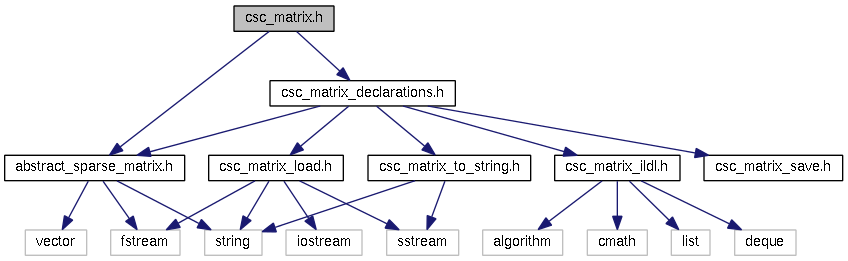 csc_matrix.h
csc_matrix_declarations.h
abstract_sparse_matrix.h
csc_matrix_load.h
csc_matrix_to_string.h
csc_matrix_ildl.h
csc_matrix_save.h
vector
fstream
string
iostream
sstream
algorithm
cmath
list
deque